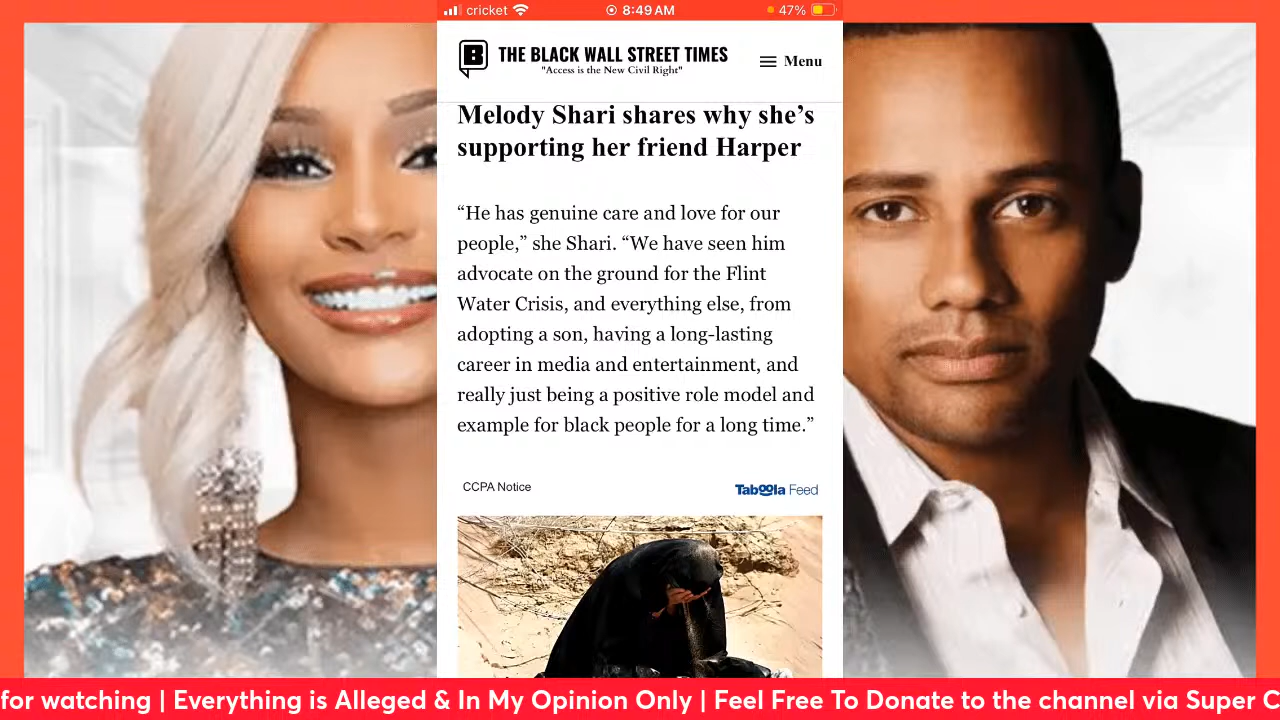 cricket
8:49 AM
47%
B
THE BLACK WALL STREET TIMES
"Access is the New Civil Right"
Menu
Melody Shari shares why she’s
supporting her friend Harper
“He has genuine care and love for our
people,” she Shari. “We have seen him
advocate on the ground for the Flint
Water Crisis, and everything else, from
adopting a son, having a long-lasting
career in media and entertainment, and
really just being a positive role model and
example for black people for a long time.”
CCPA Notice
Taboola Feed
for watching | Everything is Alleged & In My Opinion Only | Feel Free To Donate to the channel via Super